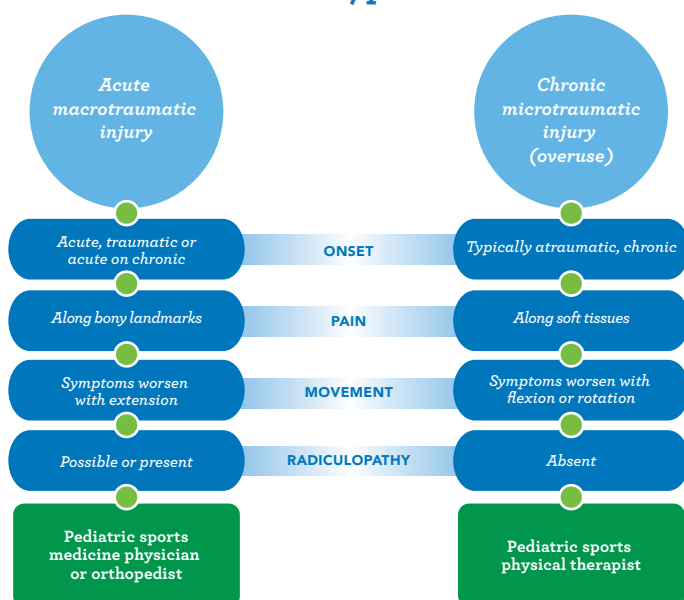 Acute
macrotraumatic
injury
Chronic
microtraumatic
injury
(overuse)
Acute, traumatic or
acute on chronic
ONSET
Typically atraumatic, chronic
Along bony landmarks
PAIN
Along soft tissues
Symptoms worsen
with extension
MOVEMENT
Symptoms worsen with
flexion or rotation
Possible or present
RADICULOPATHY
Absent
Pediatric sports
medicine physician
or orthopedist
Pediatric sports
physical therapist